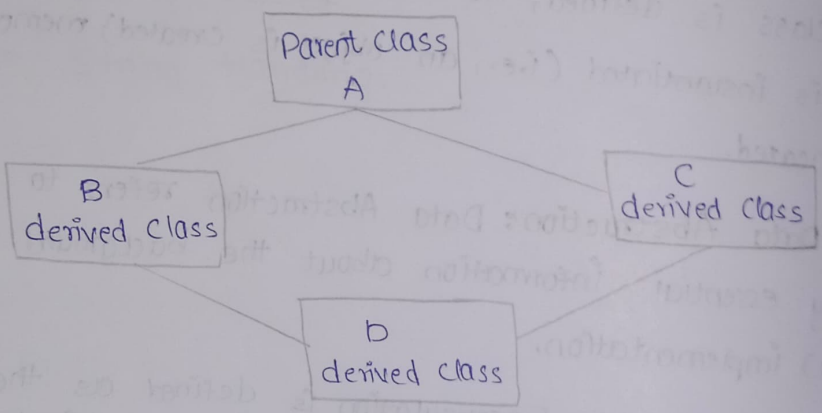 Parent Class
A
B
derived class
C
derived class
D
derived class